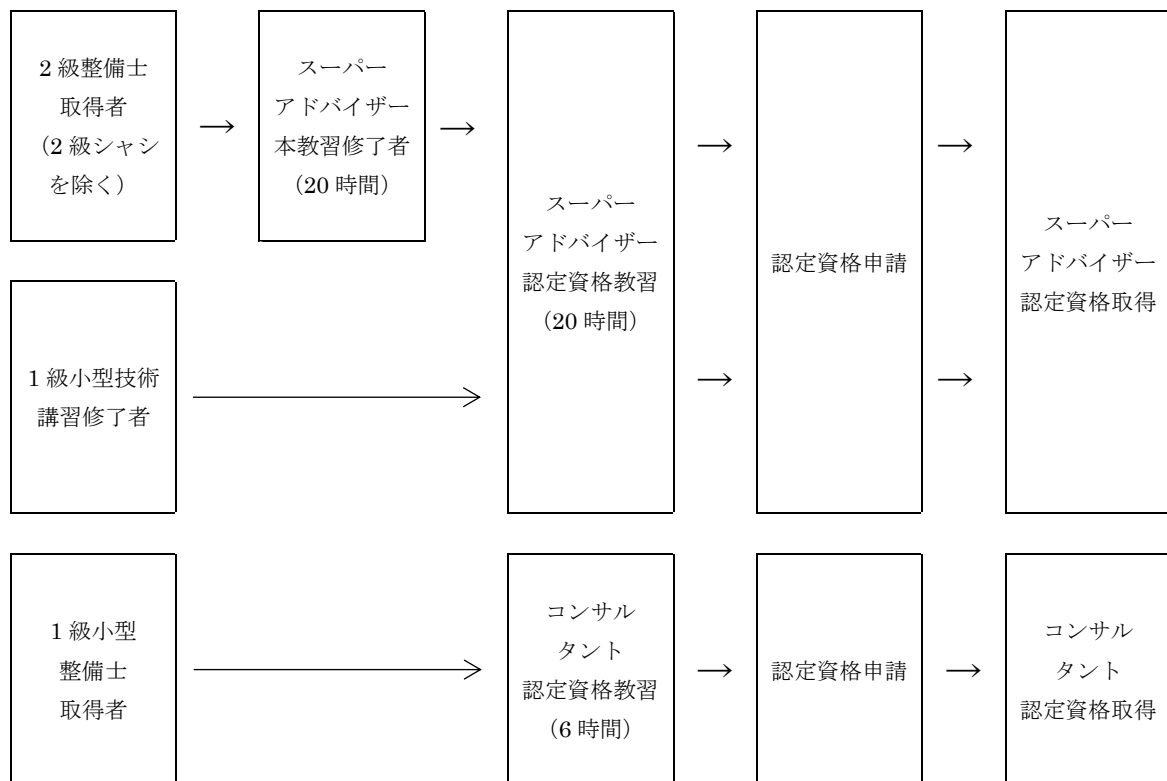 2 級整備士
取得者
（2 級シャシ
を除く）
→
スーパー
アドバイザー
本教習修了者
（20 時間）
→
1 級小型技術
講習修了者
→
スーパー
アドバイザー
認定資格教習
（20 時間）
→
→
認定資格申請
→
→
スーパー
アドバイザー
認定資格取得
1 級小型
整備士
取得者
→
コンサル
タント
認定資格教習
（6 時間）
→
認定資格申請
→
コンサル
タント
認定資格取得